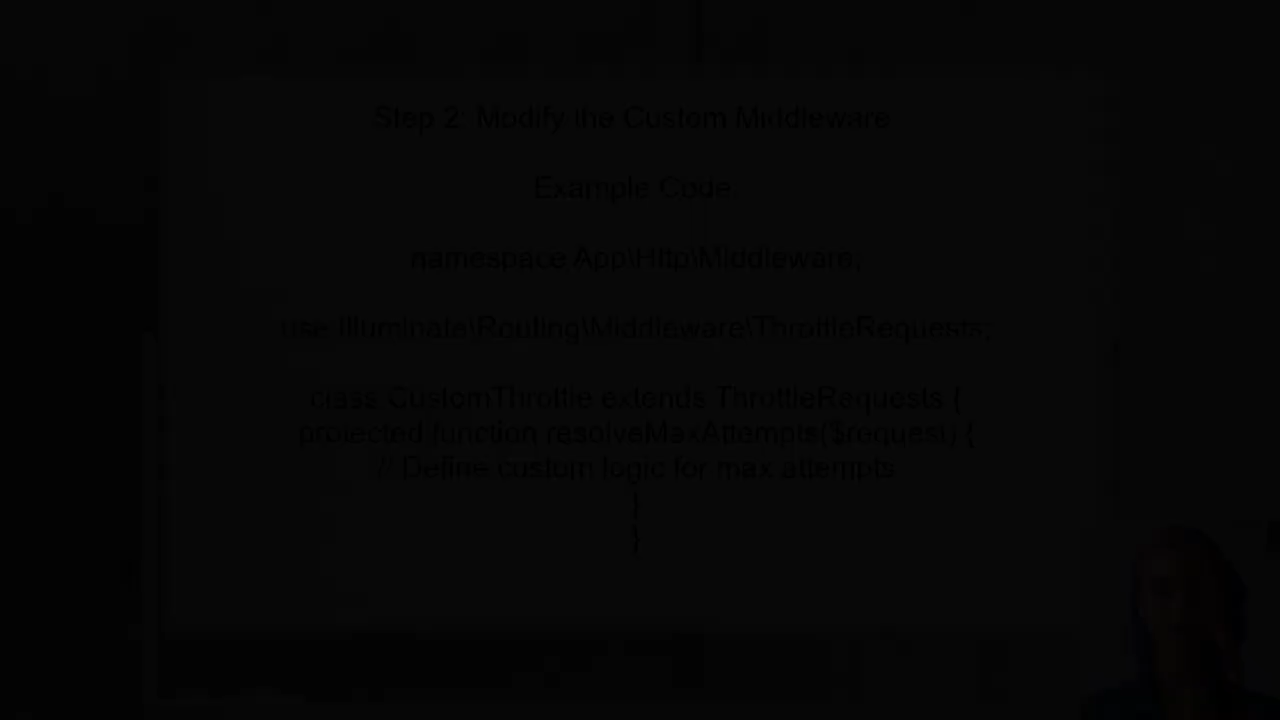 Step 2: Modify the Custom Middleware
Example Code:
namespace App\Http\Middleware;
use Illuminate\Routing\Middleware\ThrottleRequests;
class CustomThrottle extends ThrottleRequests {
protected function resolveMaxAttempts($request) {
// Define custom logic for max attempts
}
}